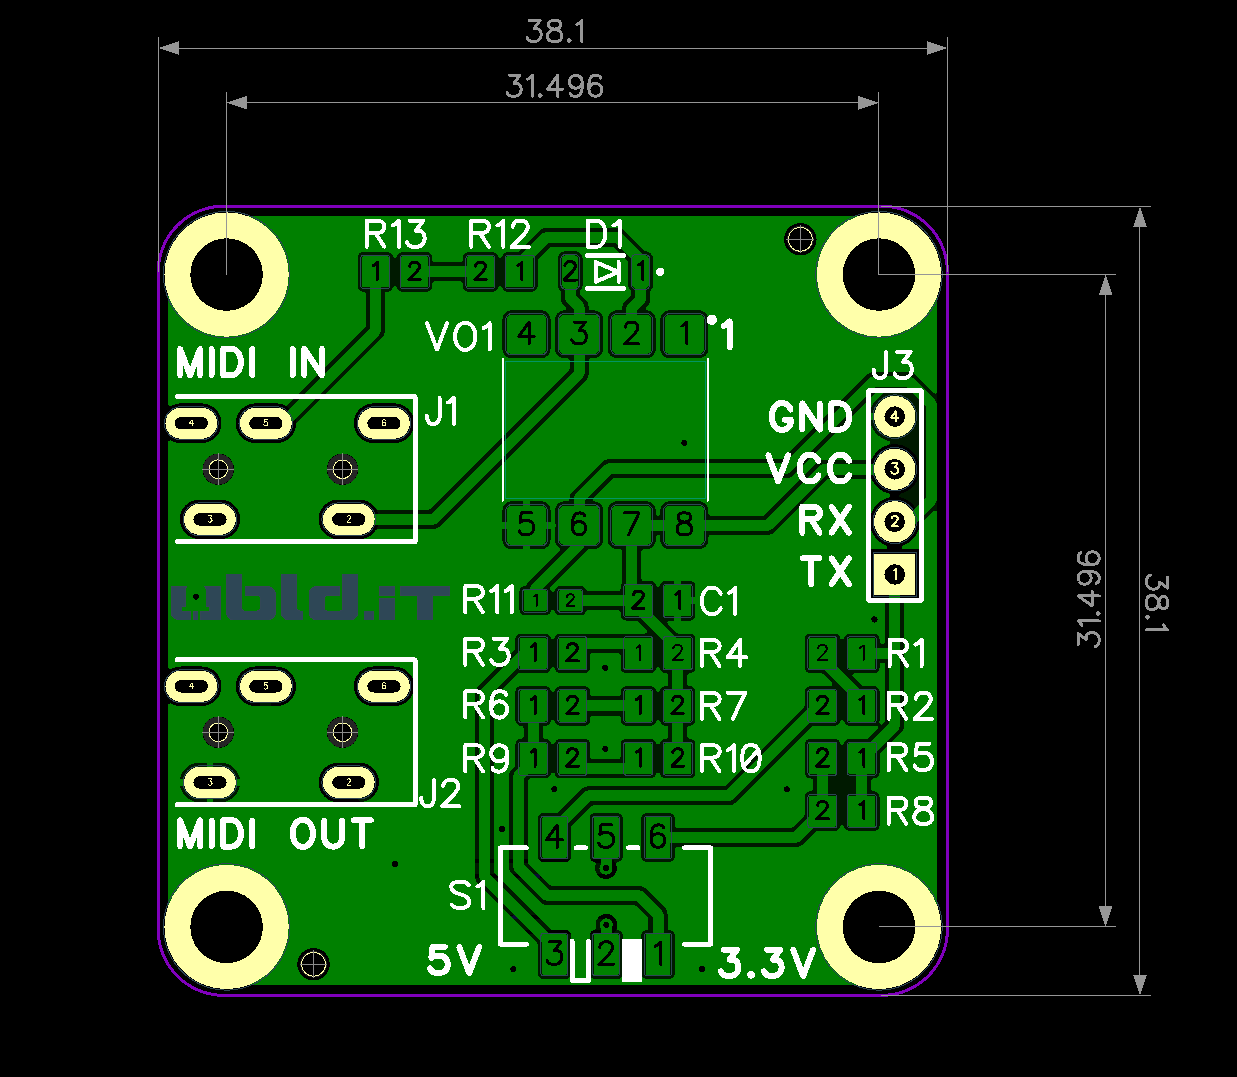 38.1
31.496
R13 R12 D1
1 2 2 1 2 1
VO1 4 3 2 1 1
MIDI IN
J3
J1
4 5 6
GND 4
VCC 3
3 2
5 6 7 8
RX 2
TX 1
31.496
38.1
ubld.iT
R11 1 2 2 1 C1
R3 1 2 1 2 R4
2 1 R1
4 5 6
R6 1 2 1 2 R7
2 1 R2
R9 1 2 1 2 R10
2 1 R5
3 2
J2
2 1 R8
MIDI OUT
4 5 6
S1
5V 3 2 1 3.3V